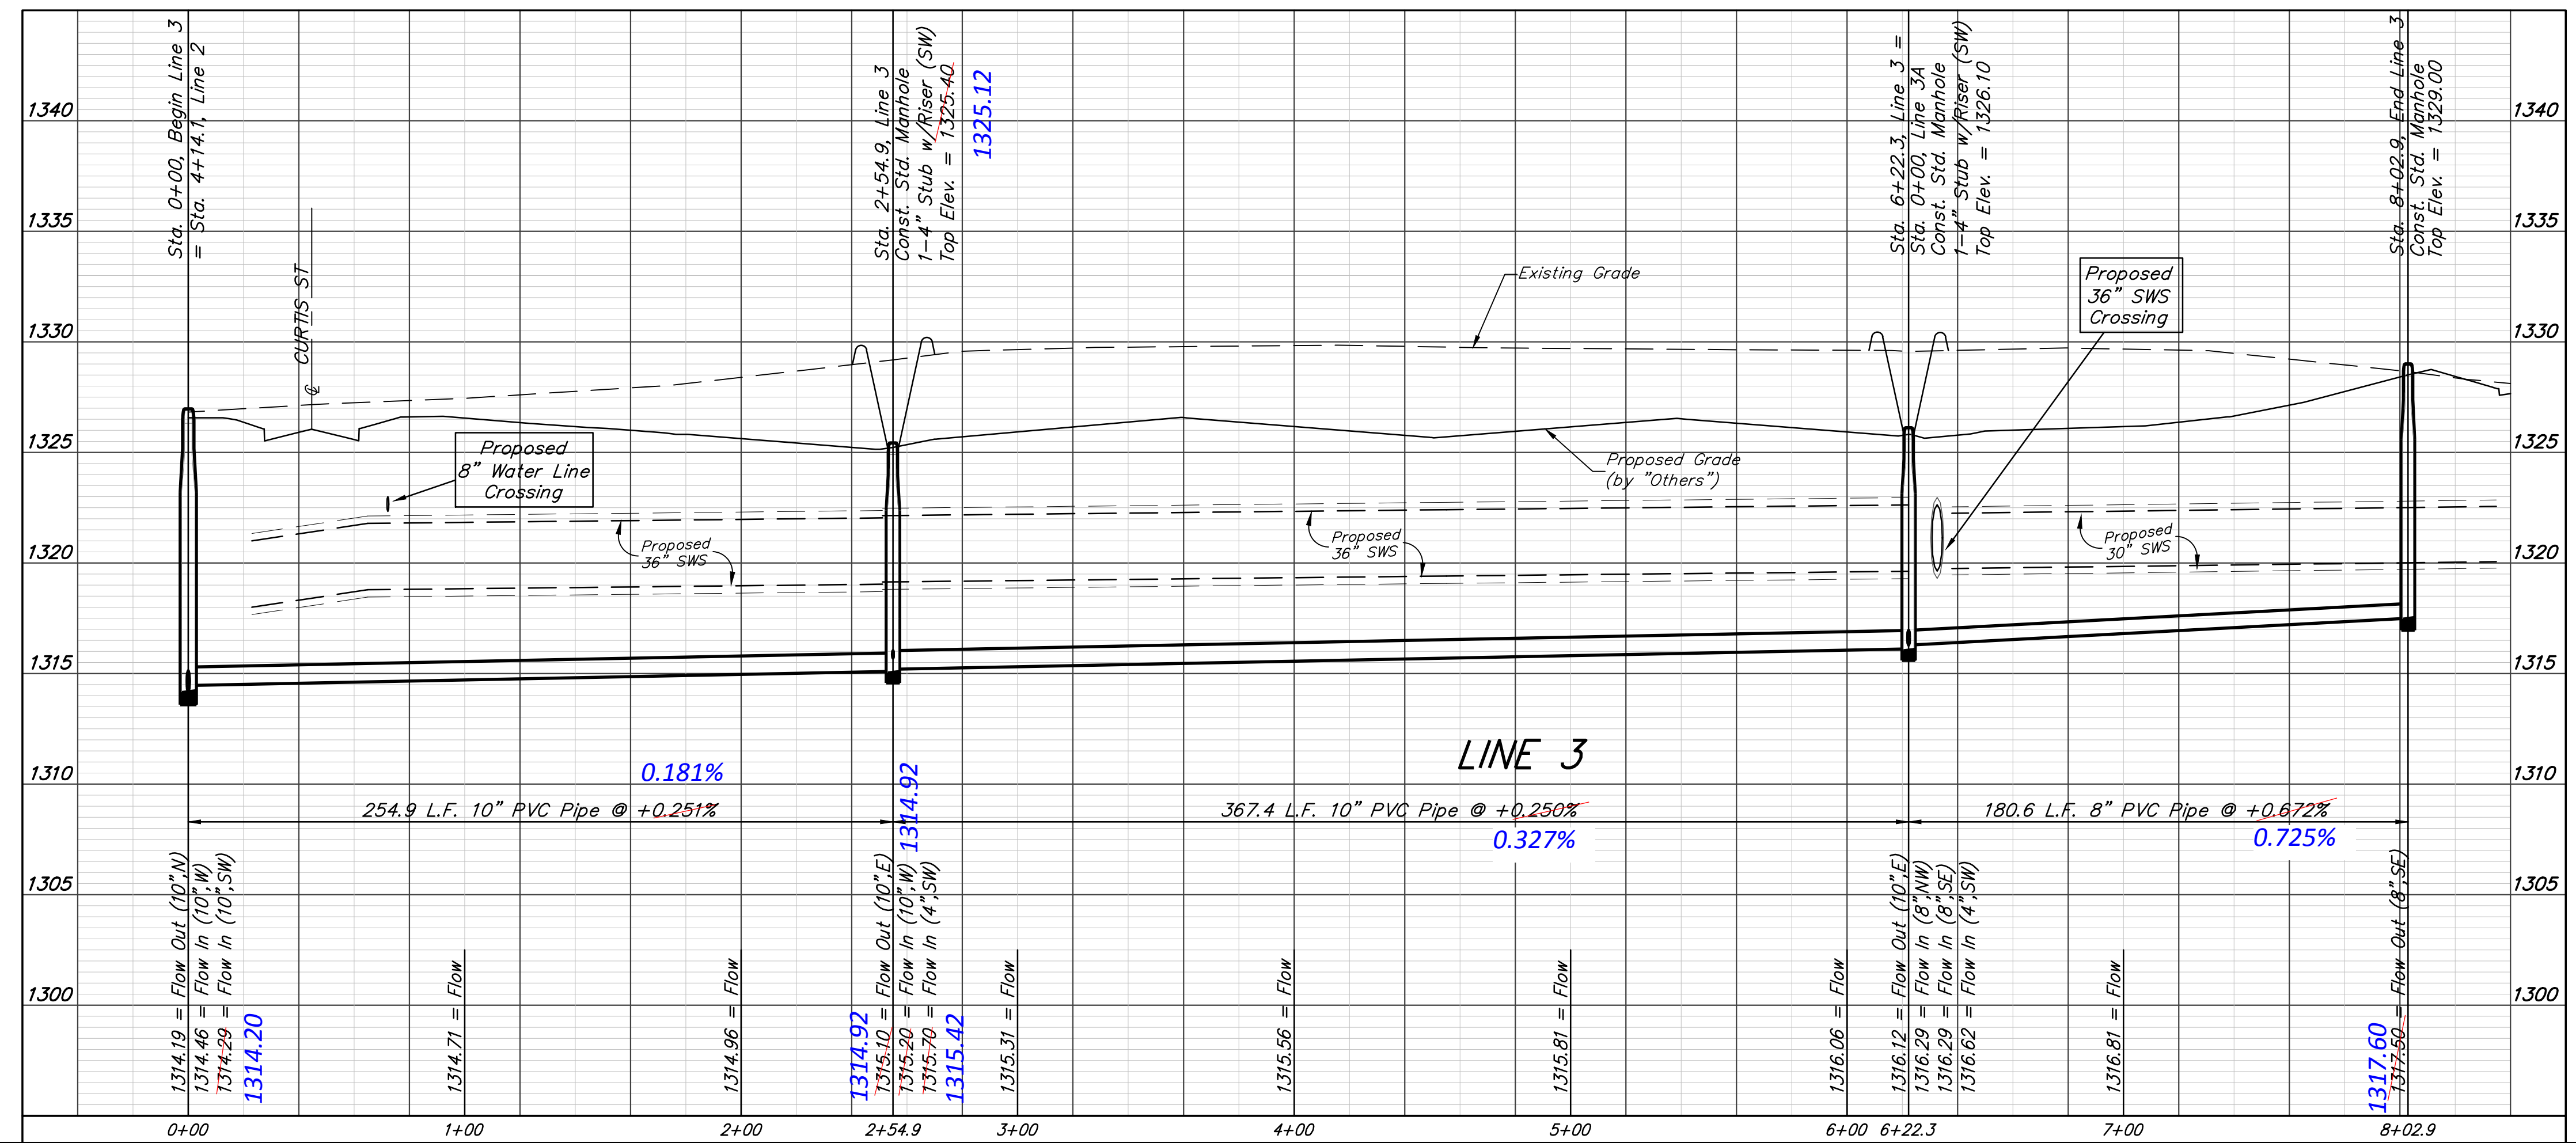 Sta. 0+00, Begin Line 3
= Sta. 4+14.1, Line 2
Sta. 2+54.9, Line 3
Const. Std. Manhole
1-4" Stub w/Riser (SW)
Top Elev. = 1325.40
1325.12
Sta. 6+22.3, Line 3 =
Sta. 0+00, Line 3A
Const. Std. Manhole
1-4" Stub w/Riser (SW)
Top Elev. = 1326.10
Sta. 8+02.9, End Line 3
Const. Std. Manhole
Top Elev. = 1329.00
1340
1340
1335
1335
1330
1330
1325
1325
1320
1320
1315
1315
1310
1310
1305
1305
1300
1300
CURTIS ST
℄
Existing Grade
Proposed
36" SWS
Crossing
Proposed
8" Water Line
Crossing
Proposed Grade
(by "Others")
Proposed
36" SWS
Proposed
36" SWS
Proposed
30" SWS
LINE 3
0.181%
254.9 L.F. 10" PVC Pipe @ +0.251%
1314.92
367.4 L.F. 10" PVC Pipe @ +0.250%
0.327%
180.6 L.F. 8" PVC Pipe @ +0.672%
0.725%
1314.19 = Flow Out (10",N)
1314.46 = Flow In (10",W)
1314.29 = Flow In (10",SW)
1314.20
1314.71 = Flow
1314.96 = Flow
1314.92
1315.10 = Flow Out (10",E)
1315.20 = Flow In (10",W)
1315.70 = Flow In (4",SW)
1315.42
1315.31 = Flow
1315.56 = Flow
1315.81 = Flow
1316.06 = Flow
1316.12 = Flow Out (10",E)
1316.29 = Flow In (8",NW)
1316.29 = Flow In (8",SE)
1316.62 = Flow In (4",SW)
1316.81 = Flow
1317.60
1317.50 = Flow Out (8",SE)
0+00
1+00
2+00
2+54.9
3+00
4+00
5+00
6+00
6+22.3
7+00
8+02.9